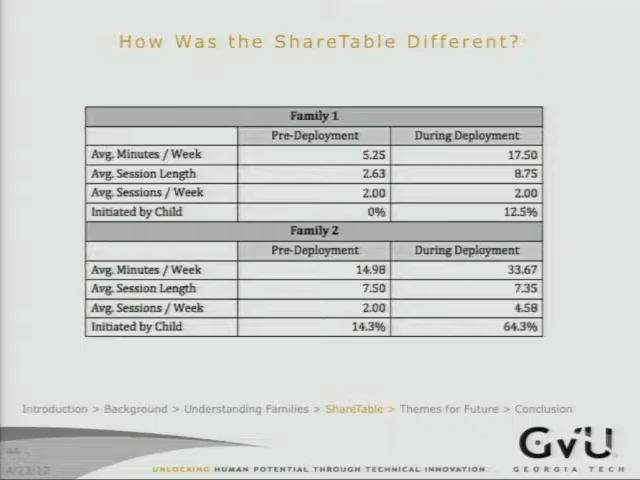 How Was the ShareTable Different?
Family 1
Pre-Deployment During Deployment
Avg. Minutes / Week 5.25 17.50
Avg. Session Length 2.63 8.75
Avg. Sessions / Week 2.00 2.00
Initiated by Child 0% 12.5%
Family 2
Pre-Deployment During Deployment
Avg. Minutes / Week 14.98 33.67
Avg. Session Length 7.50 7.35
Avg. Sessions / Week 2.00 4.58
Initiated by Child 14.3% 64.3%
Introduction > Background > Understanding Families > ShareTable > Themes for Future > Conclusion
44
4/23/12
UNLOCKING HUMAN POTENTIAL THROUGH TECHNICAL INNOVATION
GVU
GEORGIA TECH